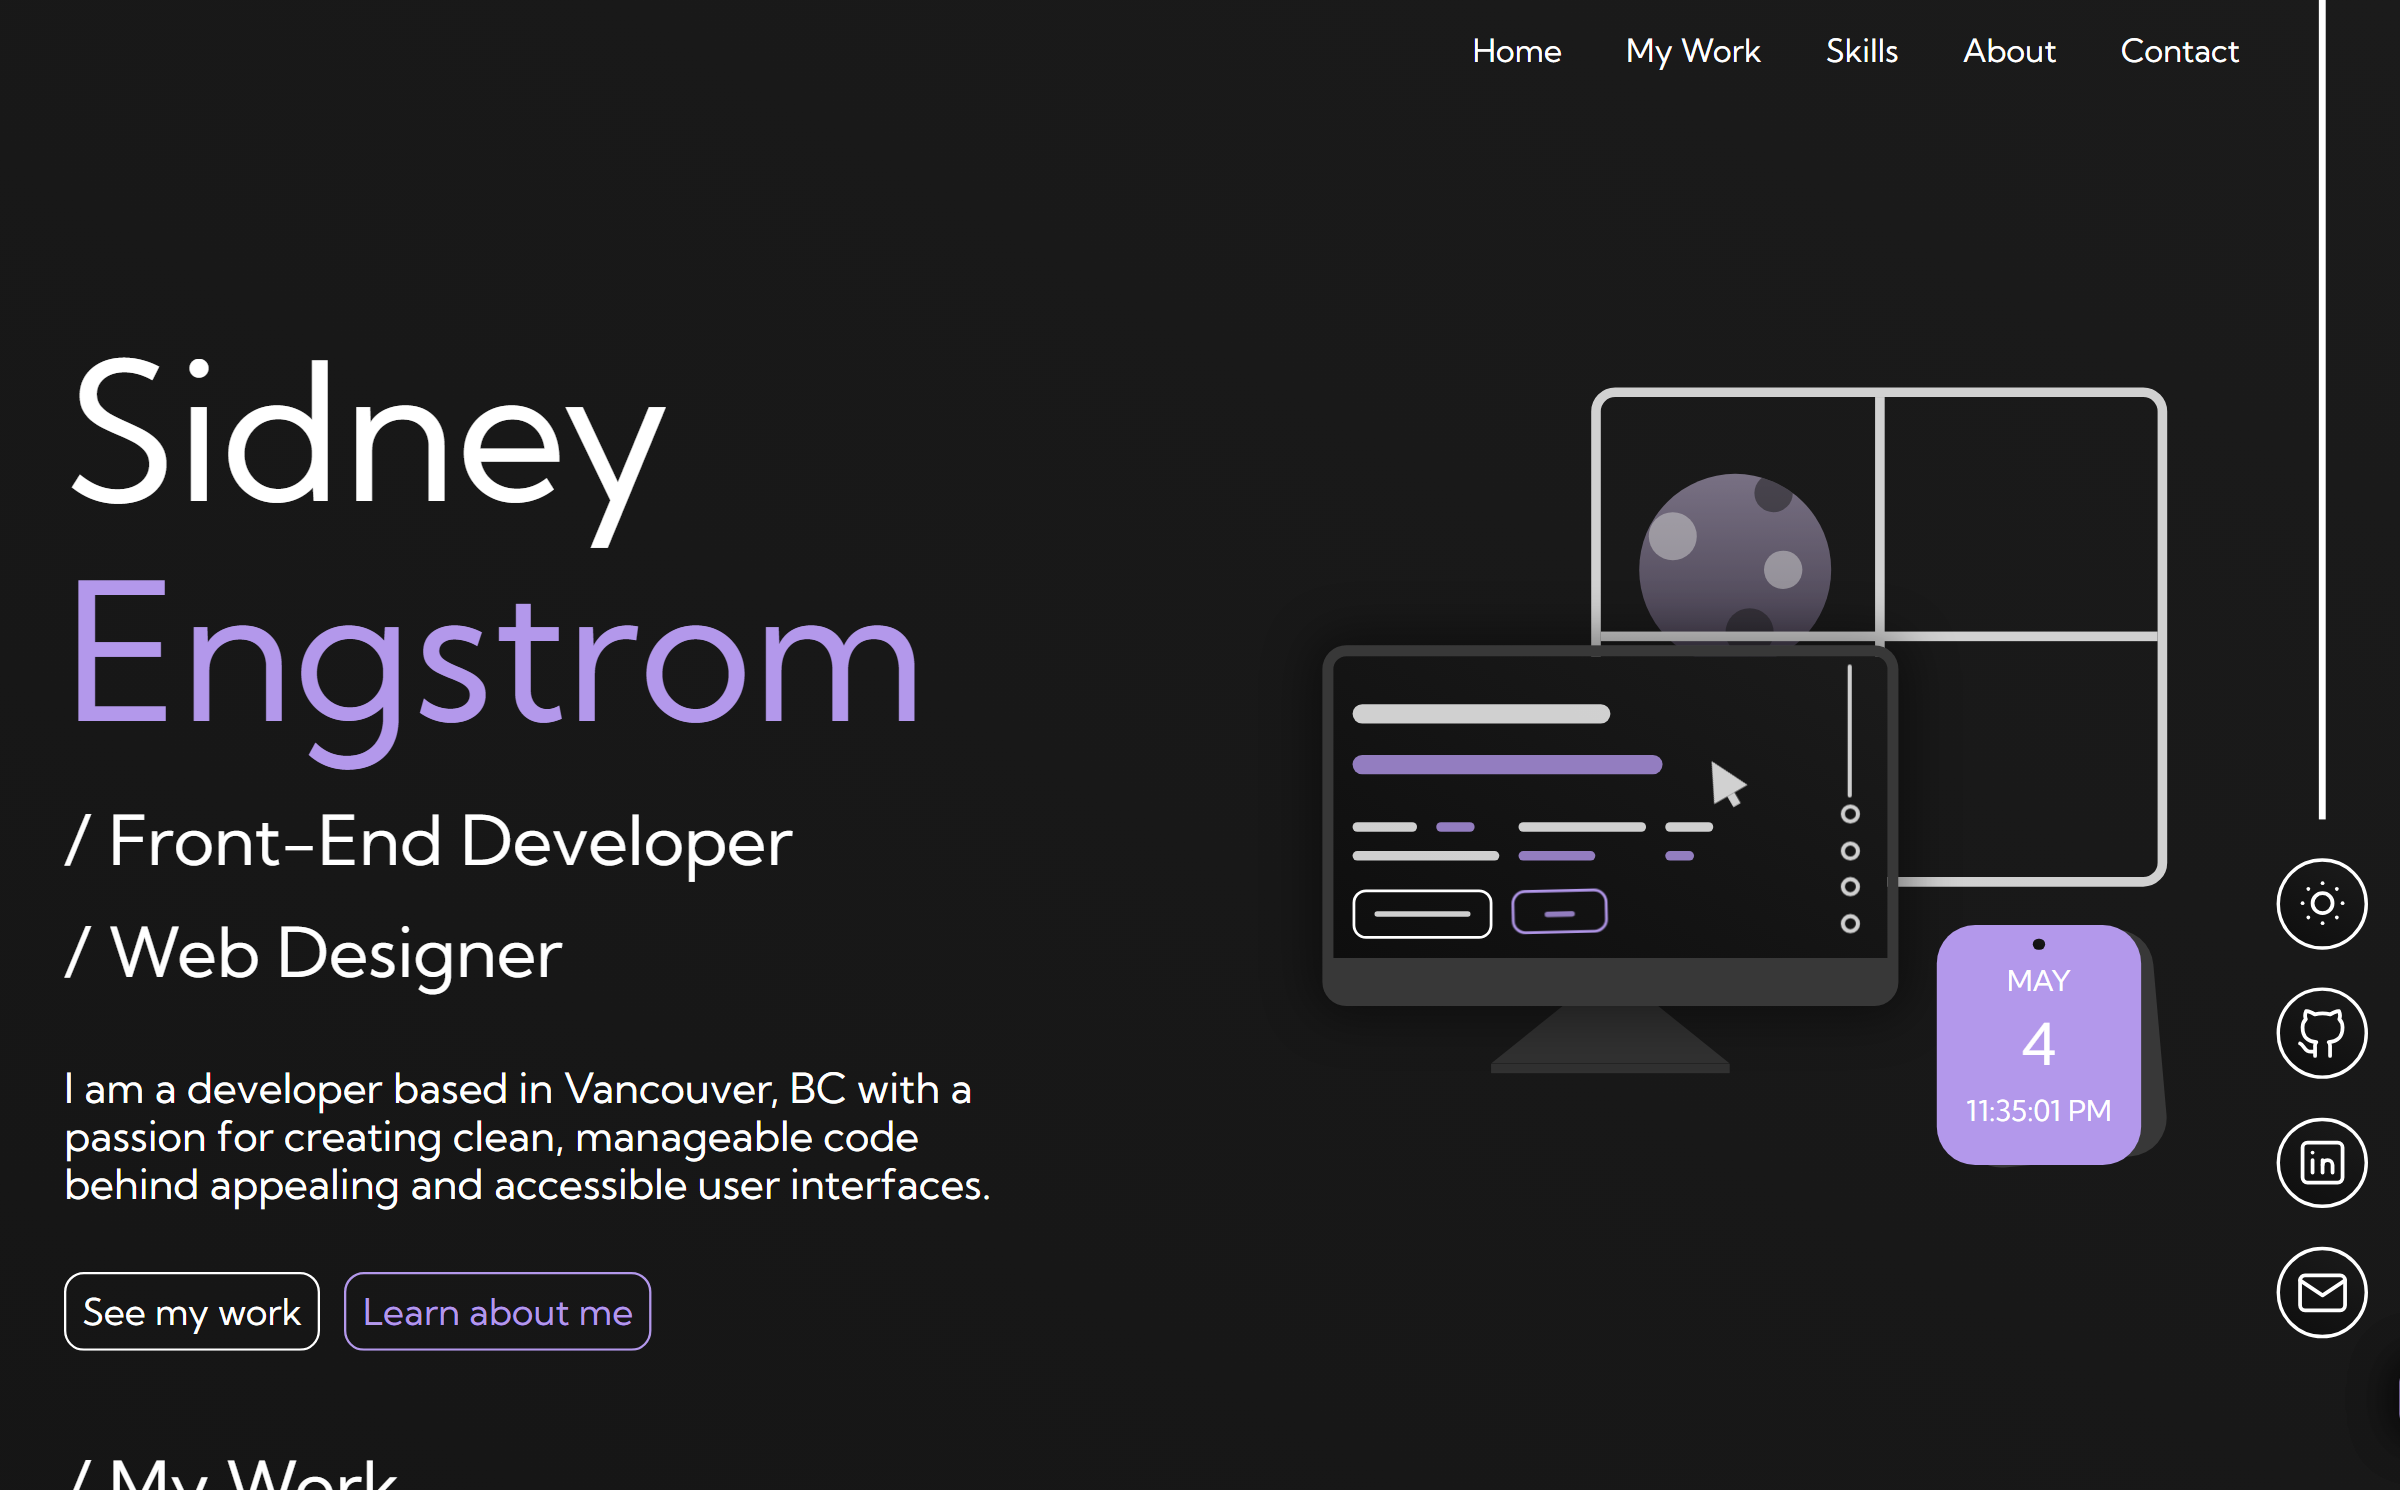 Home My Work Skills About Contact
Sidney
Engstrom
/ Front-End Developer
/ Web Designer
I am a developer based in Vancouver, BC with a
passion for creating clean, manageable code
behind appealing and accessible user interfaces.
See my work Learn about me
MAY
4
11:35:01 PM
in
/ My Work